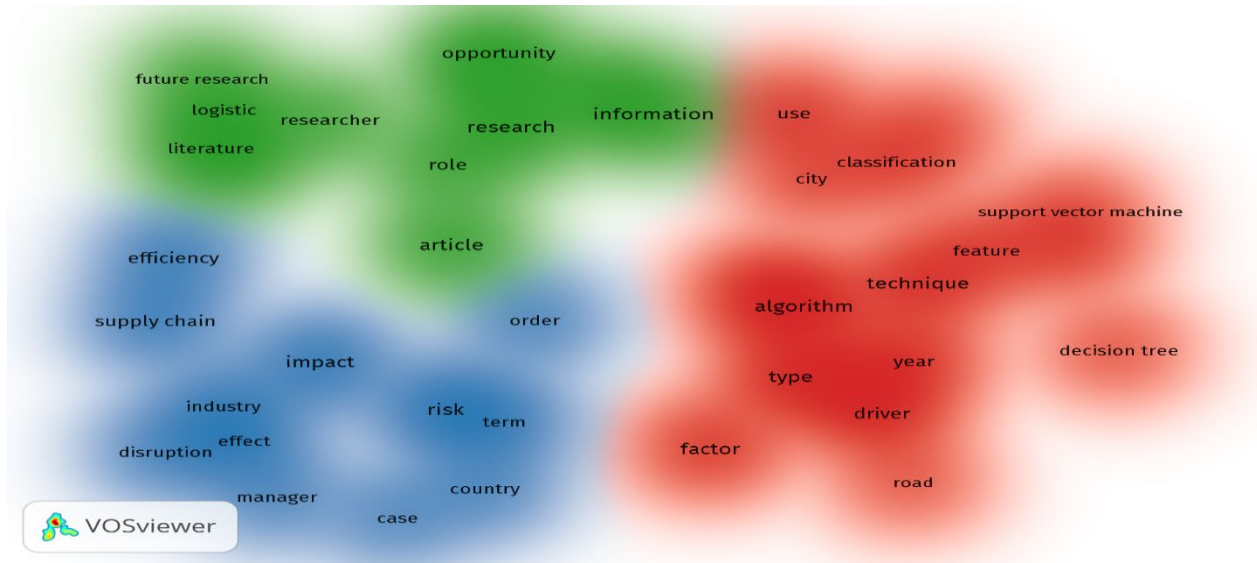 opportunity
future research
logistic
researcher
research
information
use
literature
role
classification
city
support vector machine
article
feature
efficiency
technique
algorithm
supply chain
order
decision tree
impact
year
type
industry
risk
term
driver
effect
disruption
factor
road
manager
country
case
VOSviewer